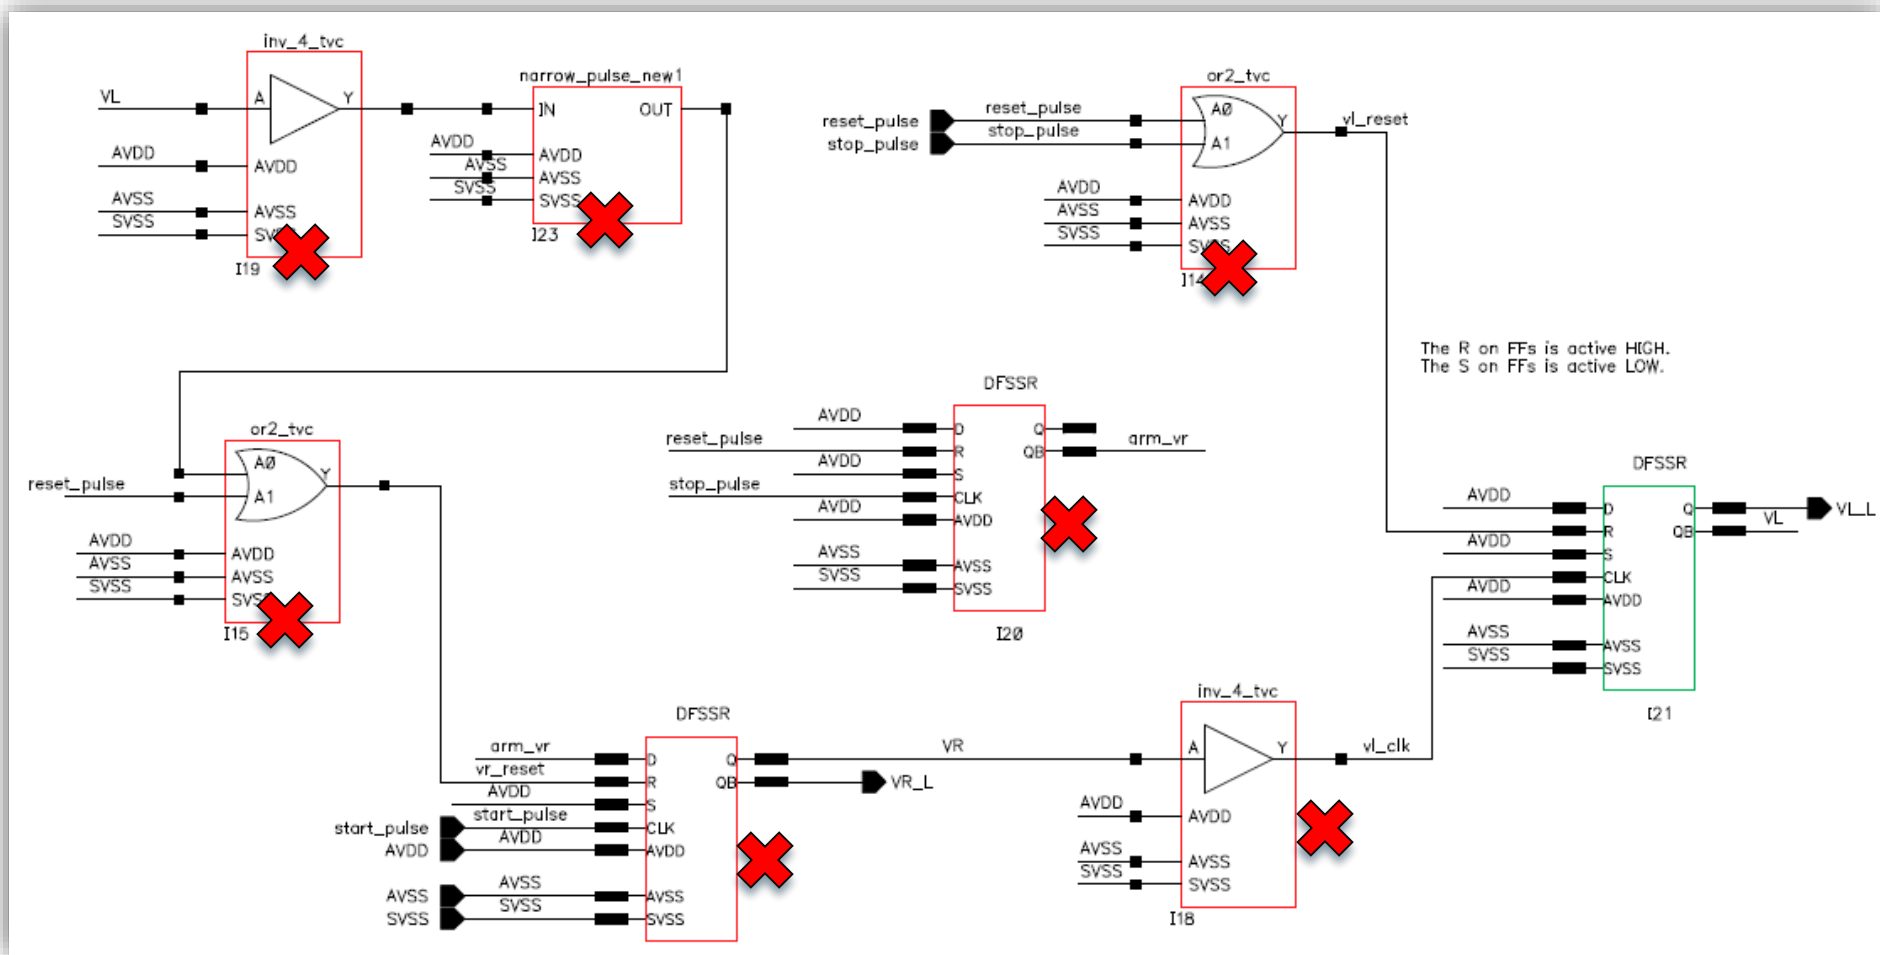 inv_4_tvc
VL
A
Y
AVDD
AVDD
AVSS
AVSS
SVSS
I19
narrow_pulse_new1
IN
OUT
AVDD
AVDD
AVSS
AVSS
SVSS
SVSS
I23
or2_tvc
reset_pulse
reset_pulse
A0
stop_pulse
stop_pulse
A1
Y
vl_reset
AVDD
AVDD
AVSS
AVSS
SVSS
I14
The R on FFs is active HIGH.
The S on FFs is active LOW.
or2_tvc
A0
Y
reset_pulse
A1
AVDD
AVDD
AVSS
AVSS
SVSS
I15
DFSSR
AVDD
D
Q
reset_pulse
R
QB
arm_vr
AVDD
S
stop_pulse
CLK
AVDD
AVDD
AVSS
AVSS
SVSS
SVSS
I20
DFSSR
AVDD
D
Q
VL_L
R
QB
VL
AVDD
S
CLK
AVDD
AVDD
AVSS
AVSS
SVSS
SVSS
I21
DFSSR
arm_vr
D
Q
VR
vr_reset
R
QB
VR_L
AVDD
S
start_pulse
start_pulse
CLK
AVDD
AVDD
AVDD
AVSS
AVSS
AVSS
SVSS
SVSS
SVSS
inv_4_tvc
A
Y
vl_clk
AVDD
AVDD
AVSS
AVSS
SVSS
SVSS
I18